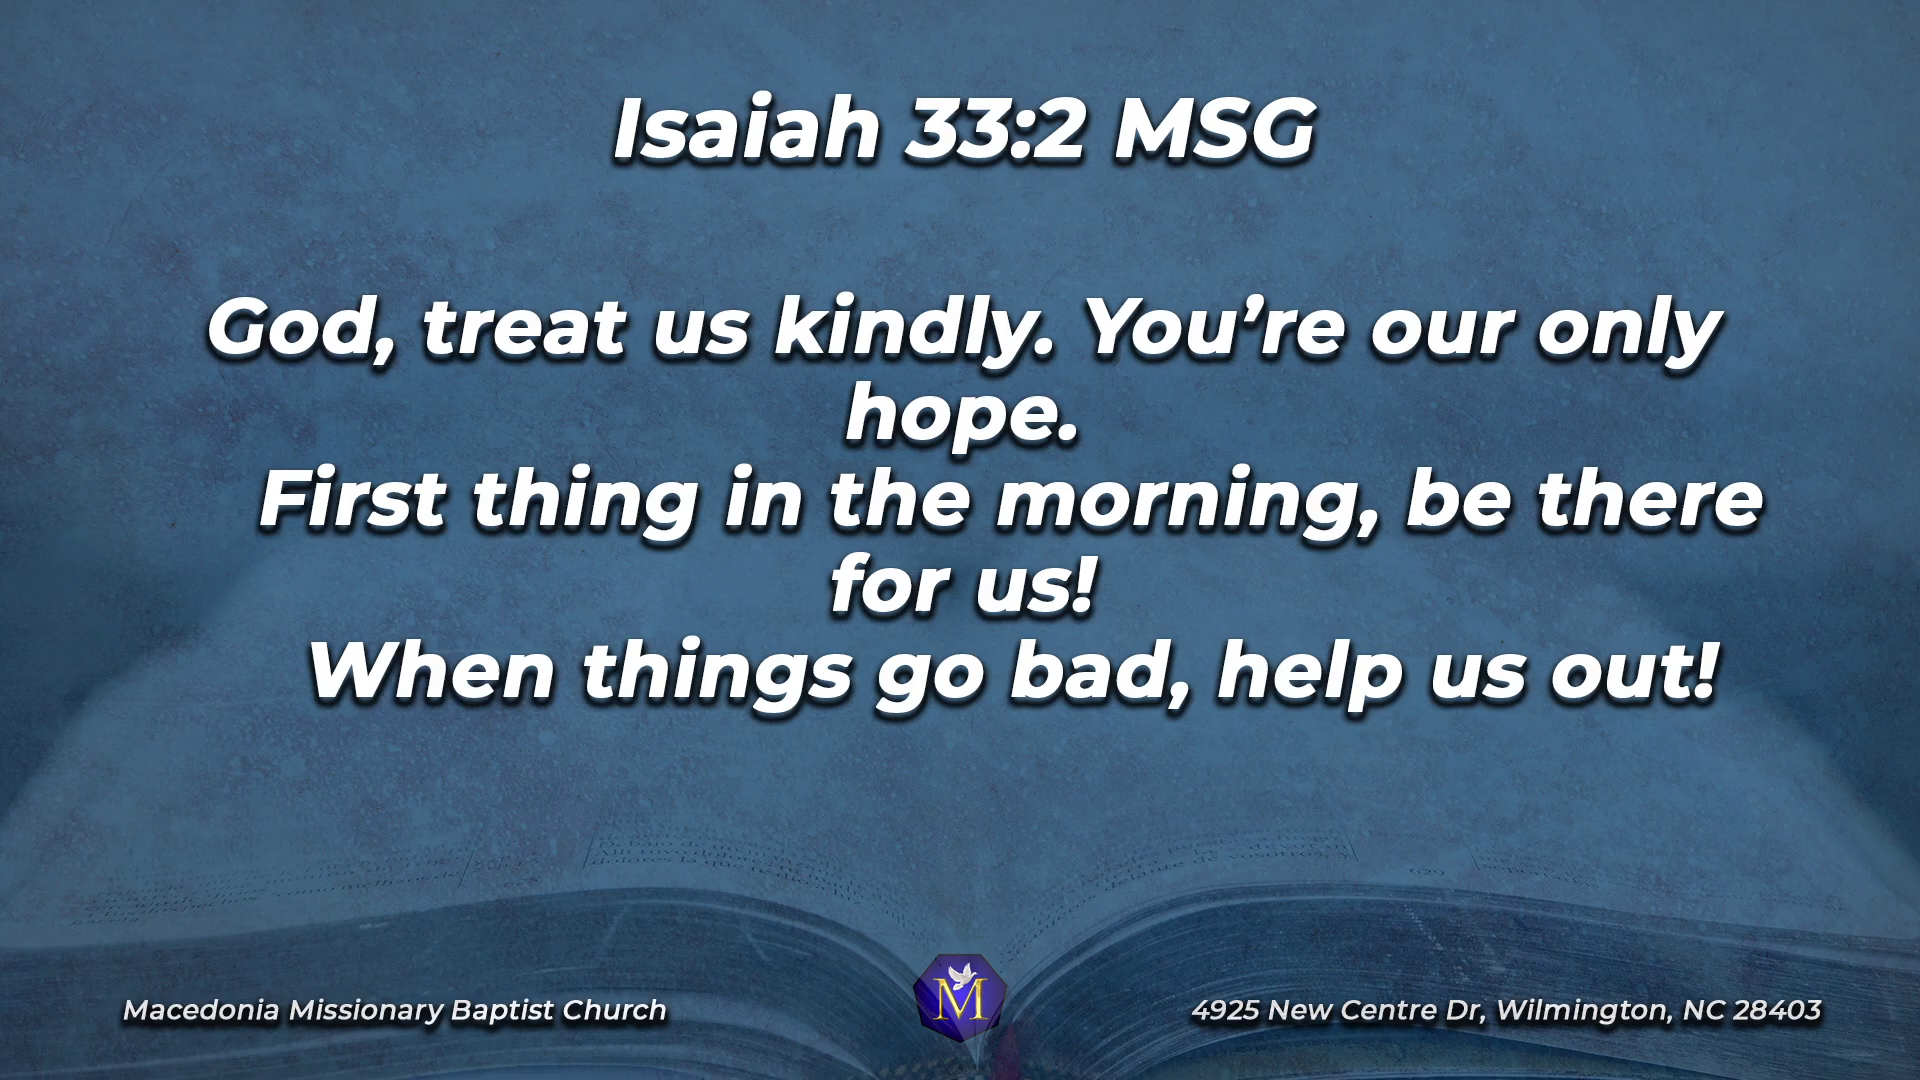 Isaiah 33:2 MSG
God, treat us kindly. You’re our only
hope.
First thing in the morning, be there
for us!
When things go bad, help us out!
M
Macedonia Missionary Baptist Church
4925 New Centre Dr, Wilmington, NC 28403